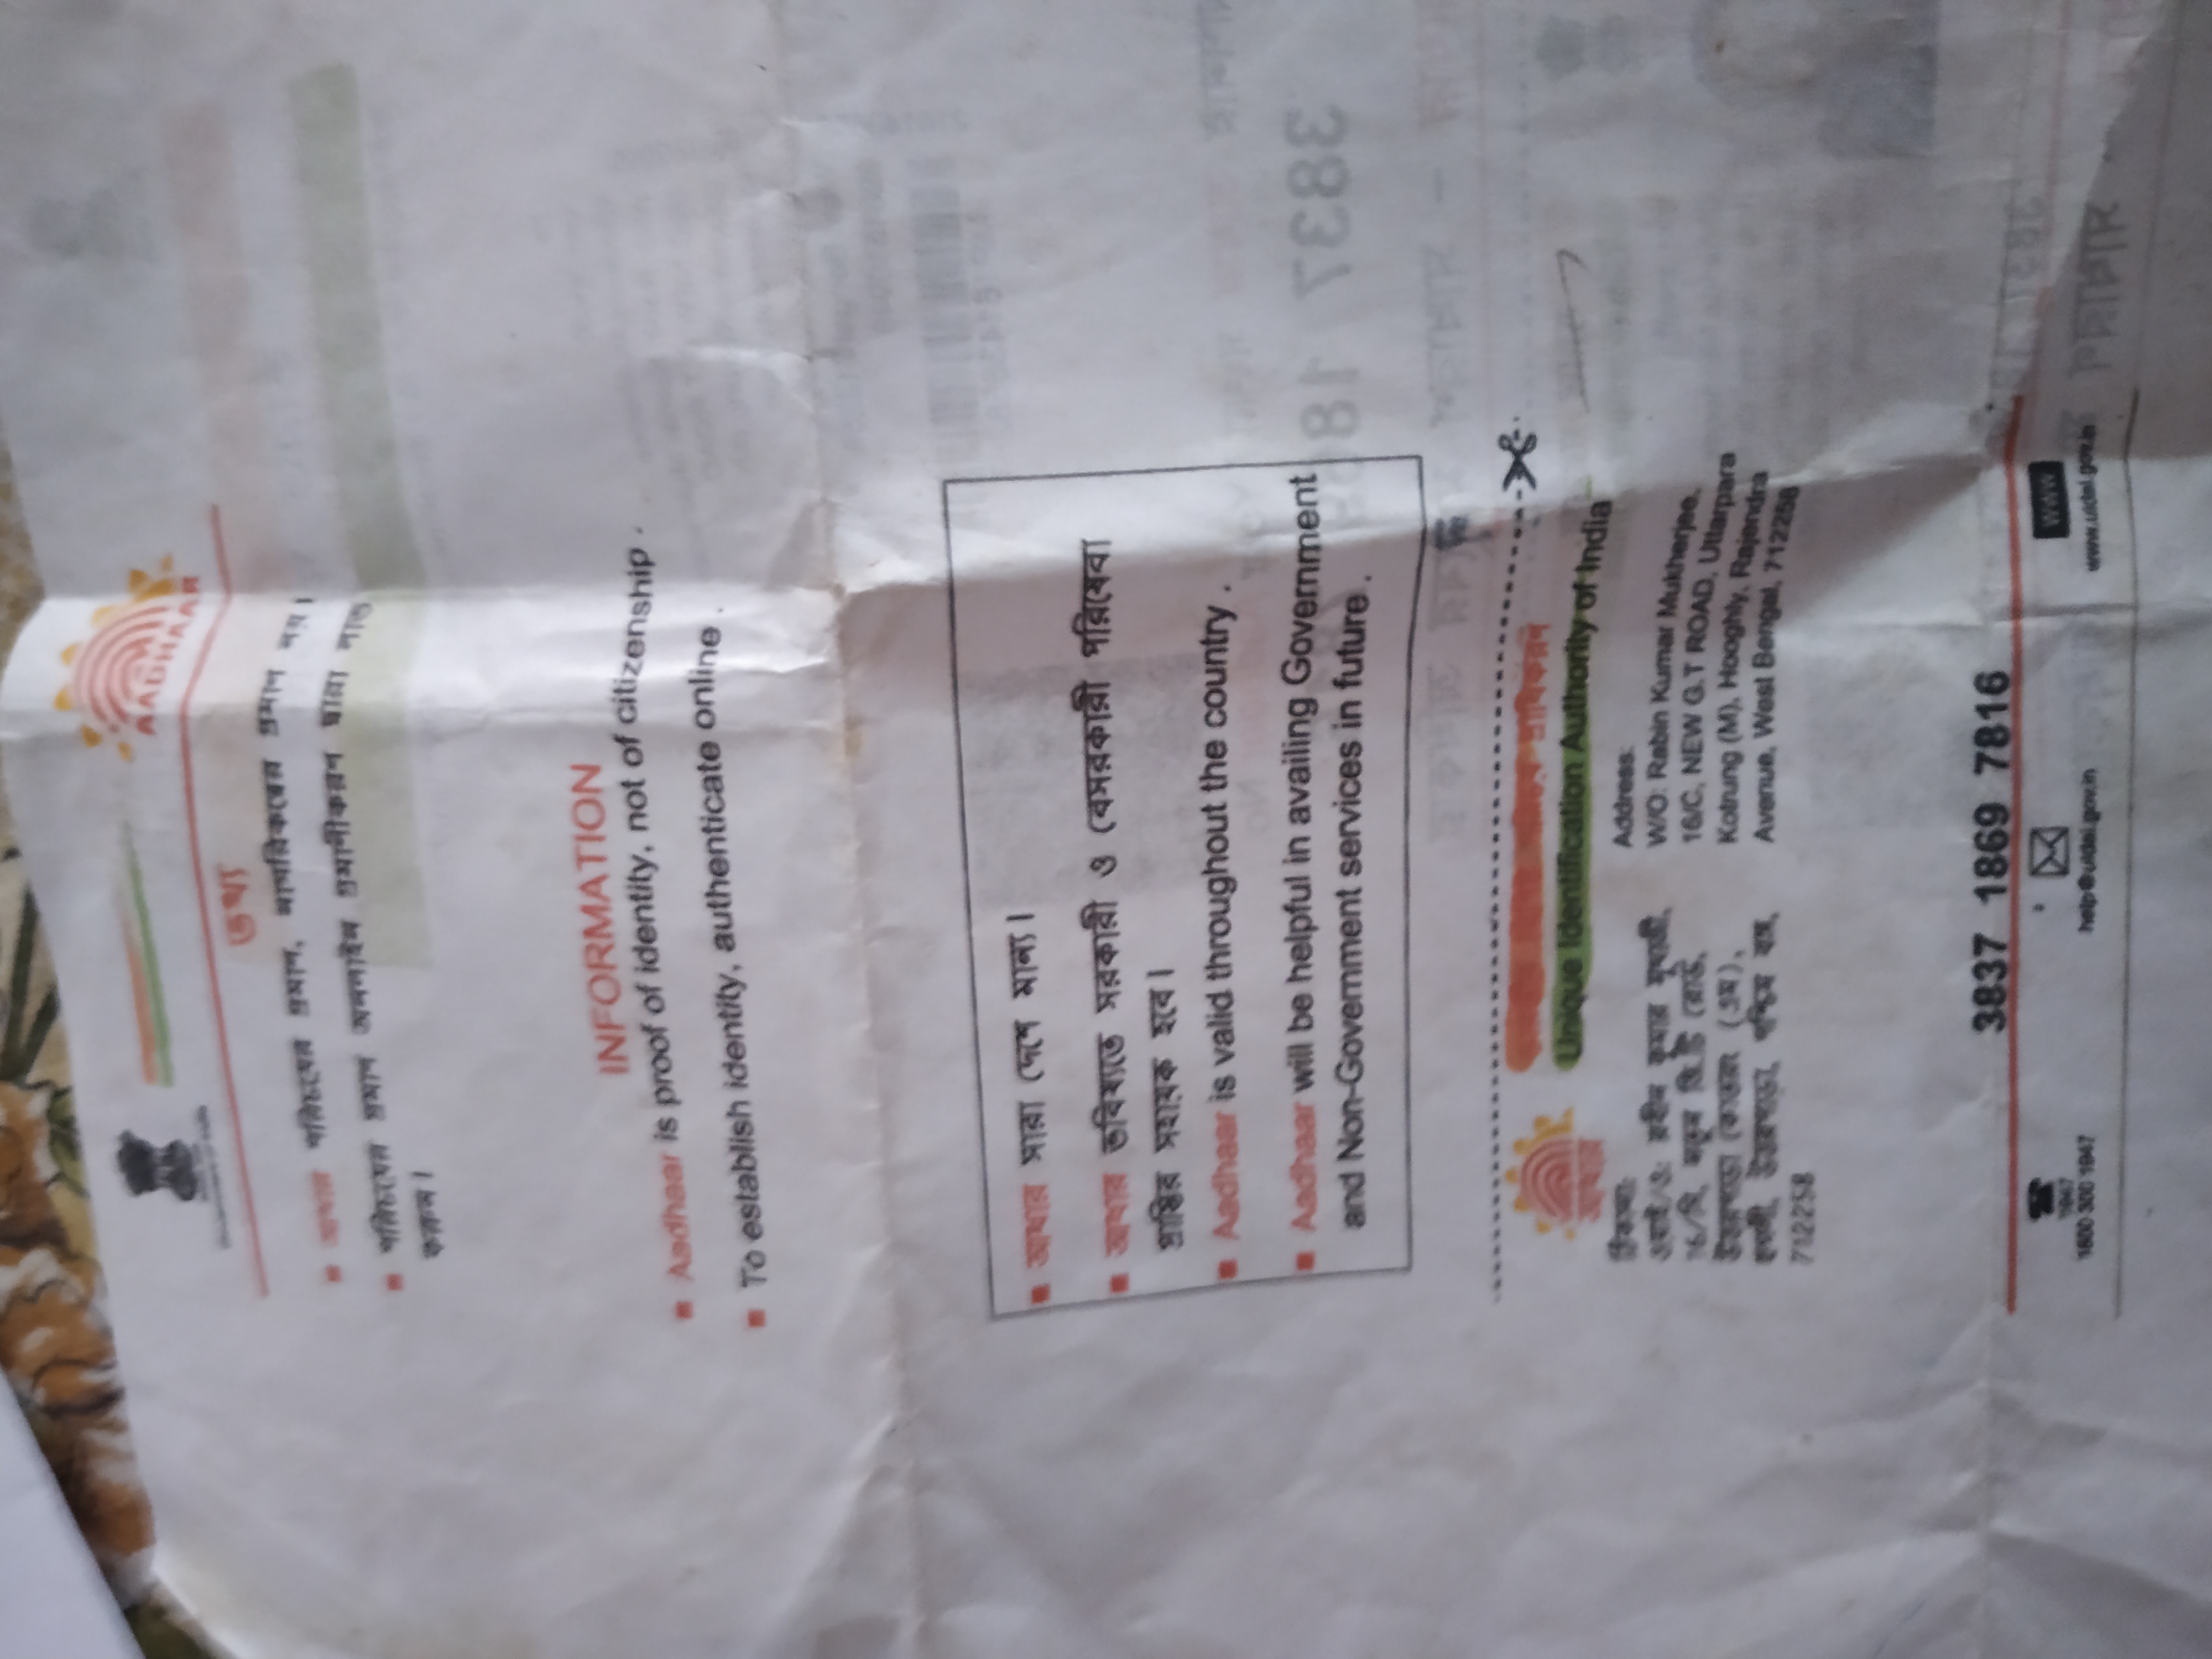 Government of India
AADHAAR
তথ্য
আধার পরিচয়ের প্রমাণ, নাগরিকত্বের প্রমাণ নয়।
পরিচয়ের প্রমাণ অনলাইন প্রমাণীকরণ দ্বারা লাভ
করুন।
INFORMATION
Aadhaar is proof of identity, not of citizenship .
To establish identity, authenticate online .
আধার সারা দেশে মান্য।
আধার ভবিষ্যতে সরকারী ও বেসরকারী পরিষেবা
প্রাপ্তির সহায়ক হবে।
Aadhaar is valid throughout the country .
Aadhaar will be helpful in availing Government
and Non-Government services in future .
প্রাধিকরণ
Unique Identification Authority of India
আধার
ঠিকানা:
রবীন কুমার মুখার্জী,
16/সি, জি.টি রোড,
উত্তরপাড়া (এম),
হুগলী, উত্তরপাড়া, পশ্চিম বঙ্গ,
712258
Address:
W/O: Rabin Kumar Mukherjee,
16/C, NEW G.T ROAD, Uttarpara
Kotrung (M), Hooghly, Rajendra
Avenue, West Bengal, 712258
3837 1869 7816
1947
1800 300 1947
help@uidai.gov.in
www
www.uidai.gov.in